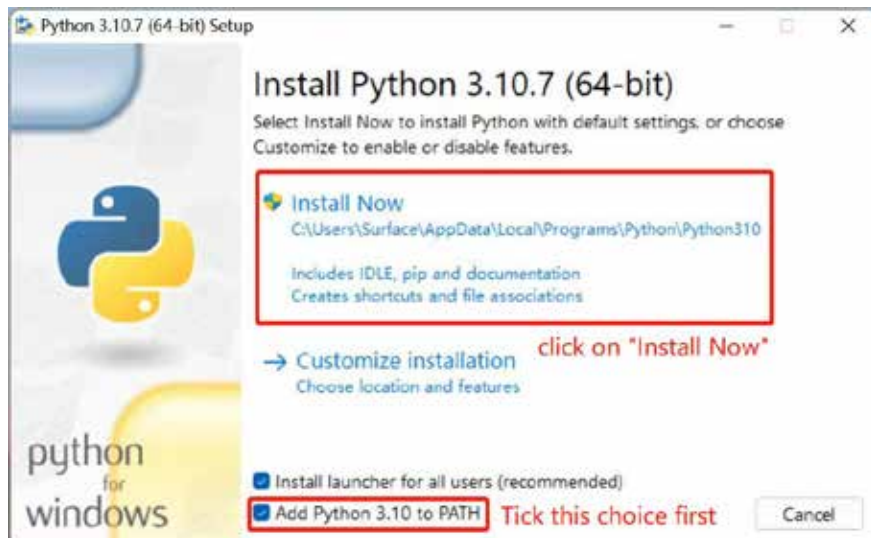 Python 3.10.7 (64-bit) Setup
Install Python 3.10.7 (64-bit)
Select Install Now to install Python with default settings, or choose
Customize to enable or disable features.
Install Now
C:\Users\Surface\AppData\Local\Programs\Python\Python310
Includes IDLE, pip and documentation
Creates shortcuts and file associations
click on "Install Now"
→ Customize installation
Choose location and features
python
for
windows
Install launcher for all users (recommended)
Add Python 3.10 to PATH Tick this choice first
Cancel